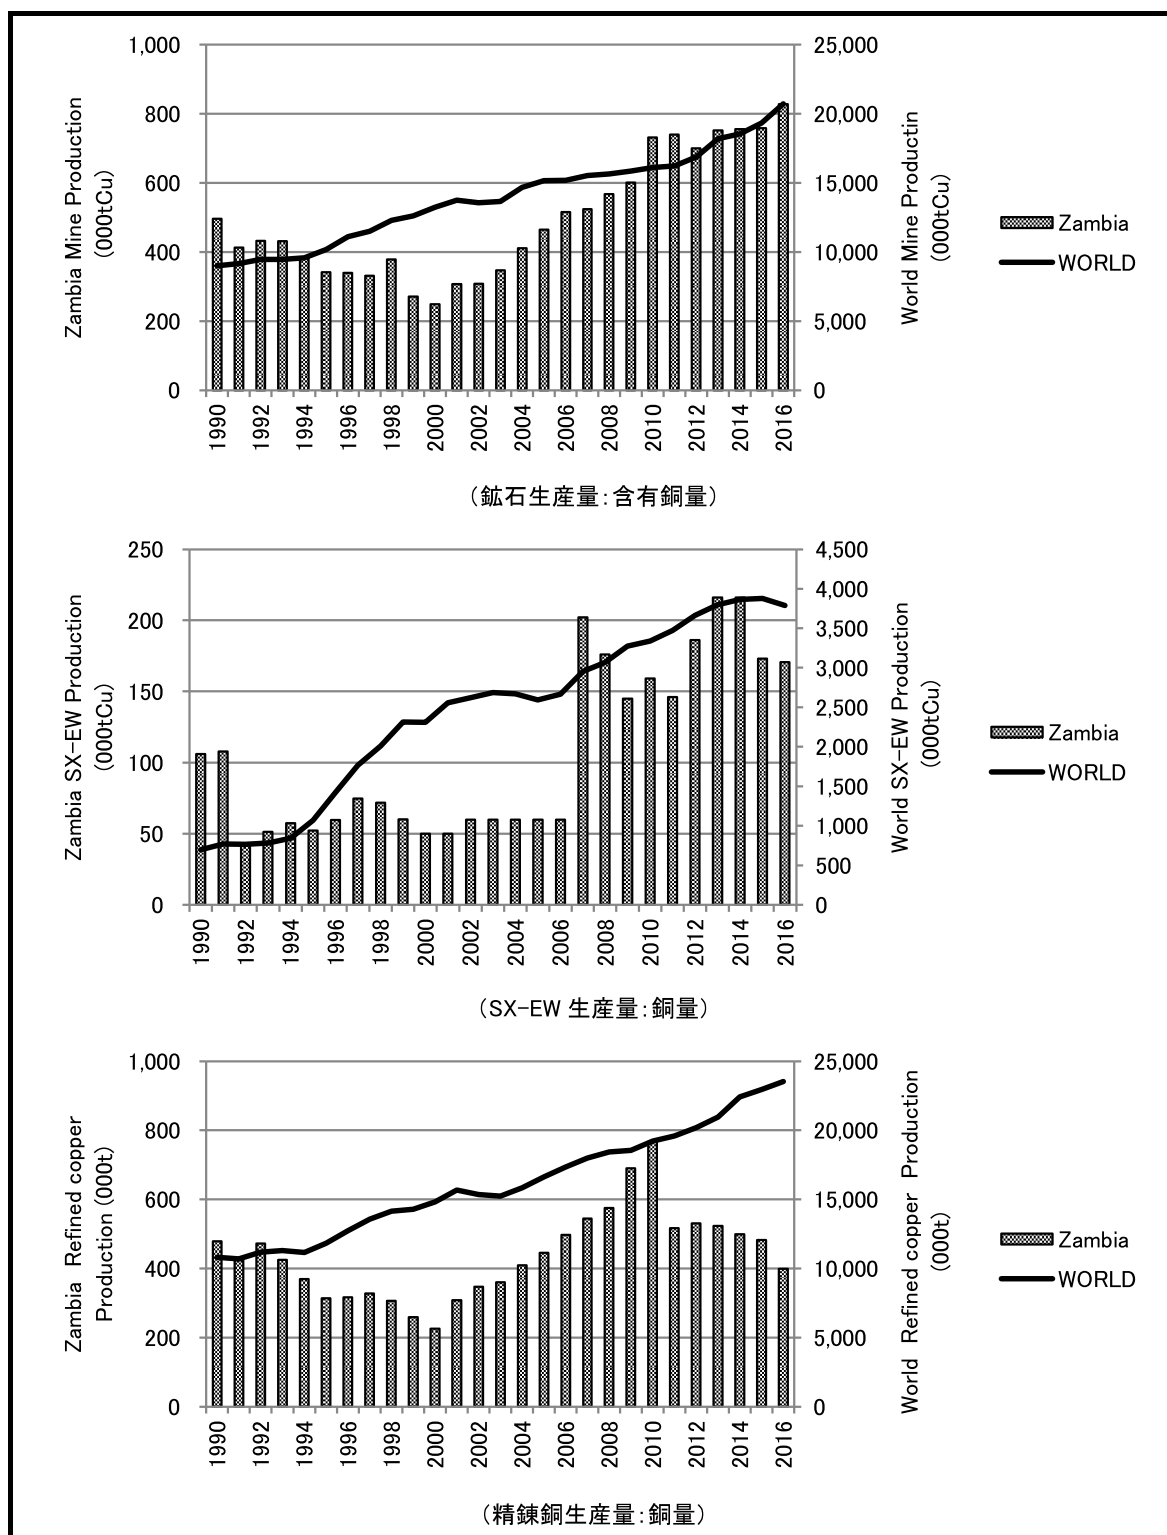 1,000
800
600
400
200
0
25,000
20,000
15,000
10,000
5,000
0
Zambia Mine Production
(000tCu)
World Mine Productin
(000tCu)
Zambia
WORLD
1990 1992 1994 1996 1998 2000 2002 2004 2006 2008 2010 2012 2014 2016
（鉱石生産量：含有銅量）
250
200
150
100
50
0
4,500
4,000
3,500
3,000
2,500
2,000
1,500
1,000
500
0
Zambia SX-EW Production
(000tCu)
World SX-EW Production
(000tCu)
Zambia
WORLD
1990 1992 1994 1996 1998 2000 2002 2004 2006 2008 2010 2012 2014 2016
（SX-EW 生産量：銅量）
1,000
800
600
400
200
0
25,000
20,000
15,000
10,000
5,000
0
Zambia Refined copper
Production (000t)
World Refined copper Production
(000t)
Zambia
WORLD
1990 1992 1994 1996 1998 2000 2002 2004 2006 2008 2010 2012 2014 2016
（精錬銅生産量：銅量）